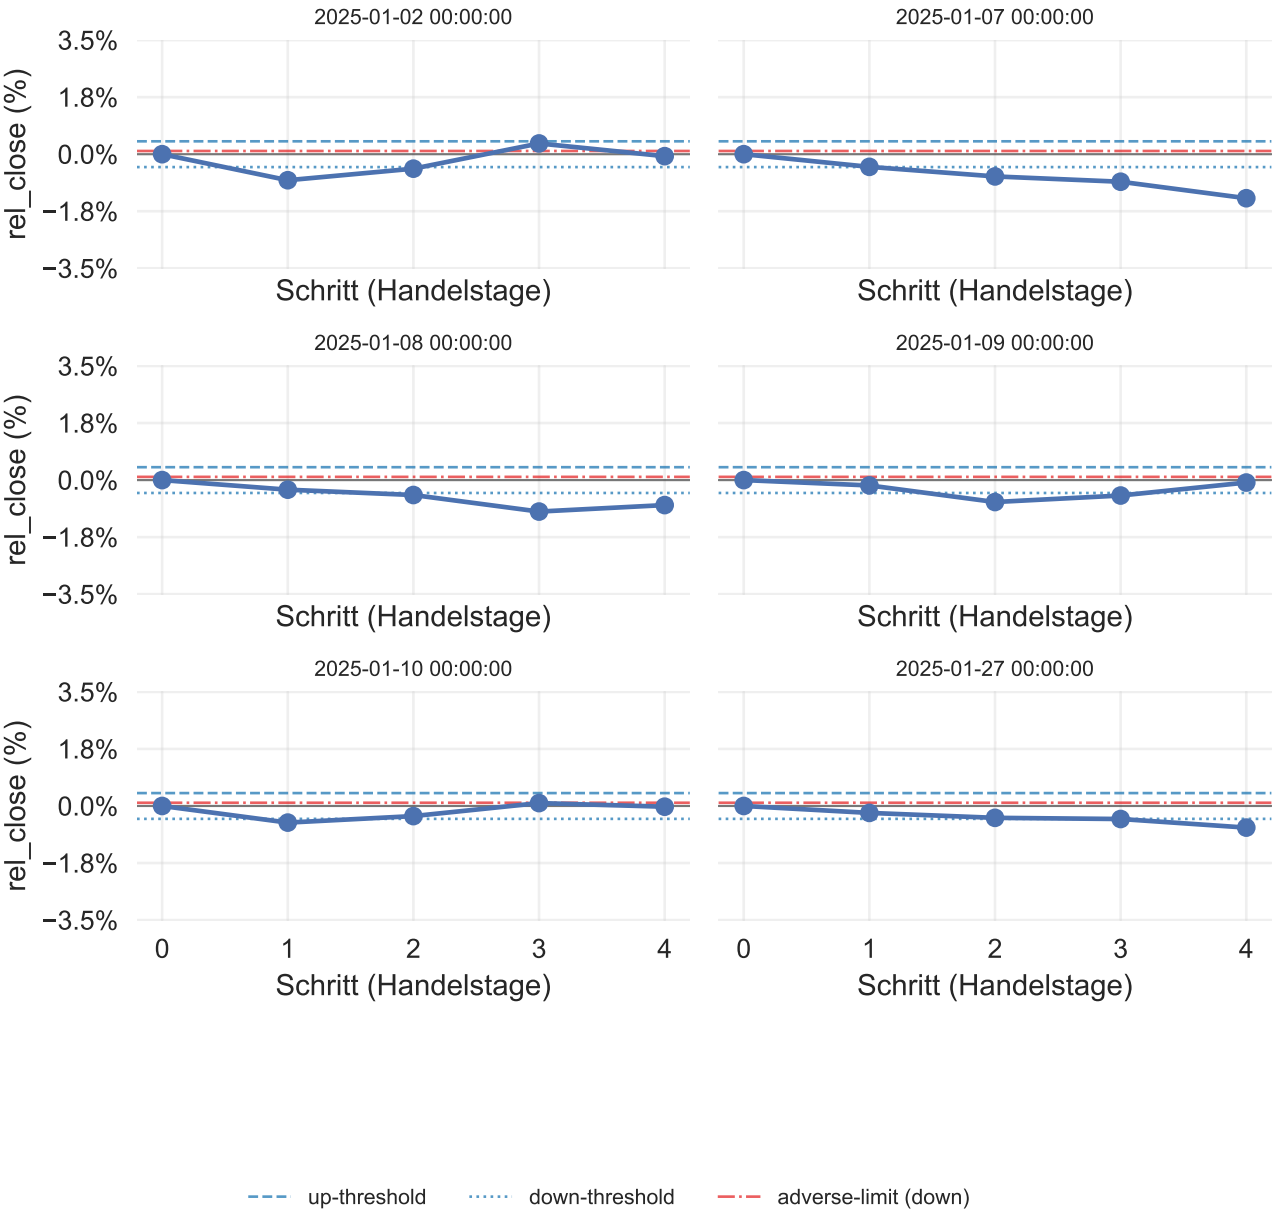 2025-01-02 00:00:00
2025-01-07 00:00:00
rel_close (%)
3.5%
1.8%
0.0%
−1.8%
−3.5%
Schritt (Handelstage)
Schritt (Handelstage)
2025-01-08 00:00:00
2025-01-09 00:00:00
rel_close (%)
3.5%
1.8%
0.0%
−1.8%
−3.5%
Schritt (Handelstage)
Schritt (Handelstage)
2025-01-10 00:00:00
2025-01-27 00:00:00
rel_close (%)
3.5%
1.8%
0.0%
−1.8%
−3.5%
0 1 2 3 4
0 1 2 3 4
Schritt (Handelstage)
Schritt (Handelstage)
up-threshold down-threshold adverse-limit (down)